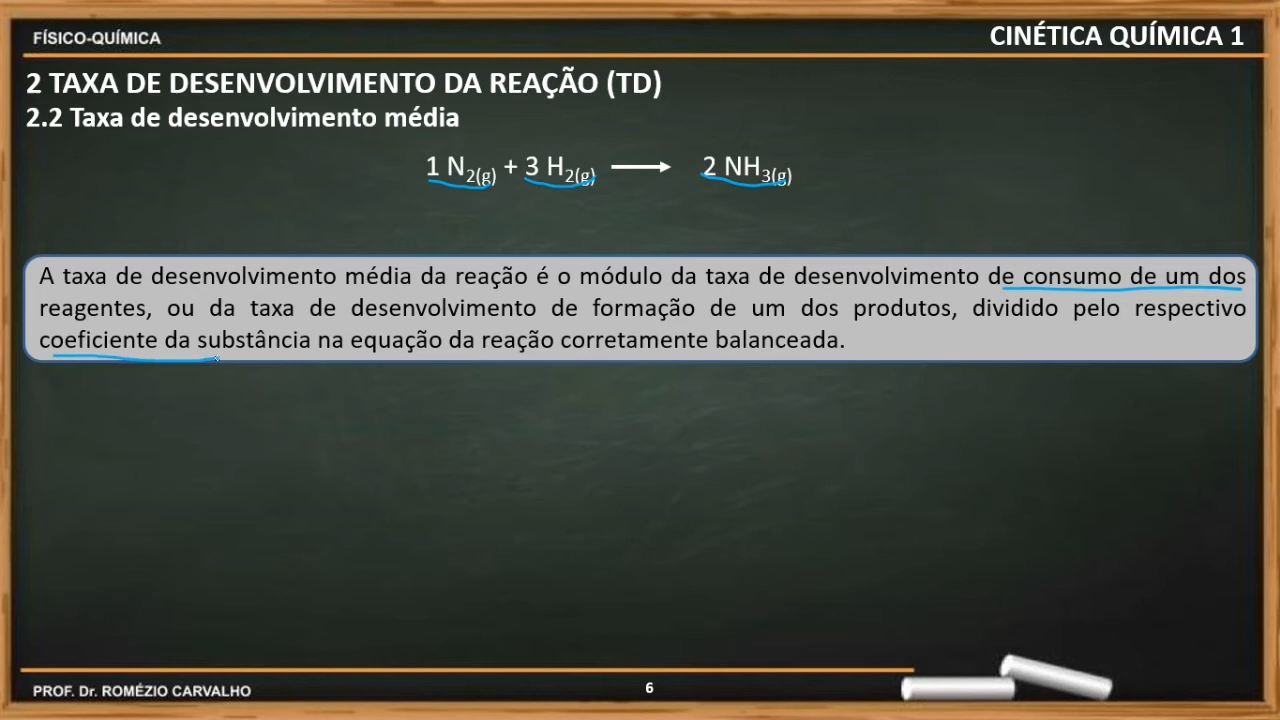 FÍSICO-QUÍMICA
CINÉTICA QUÍMICA 1
2 TAXA DE DESENVOLVIMENTO DA REAÇÃO (TD)
2.2 Taxa de desenvolvimento média
1 N2(g) + 3 H2(g) ⟶ 2 NH3(g)
A taxa de desenvolvimento média da reação é o módulo da taxa de desenvolvimento de consumo de um dos
reagentes, ou da taxa de desenvolvimento de formação de um dos produtos, dividido pelo respectivo
coeficiente da substância na equação da reação corretamente balanceada.
PROF. Dr. ROMÉZIO CARVALHO
6